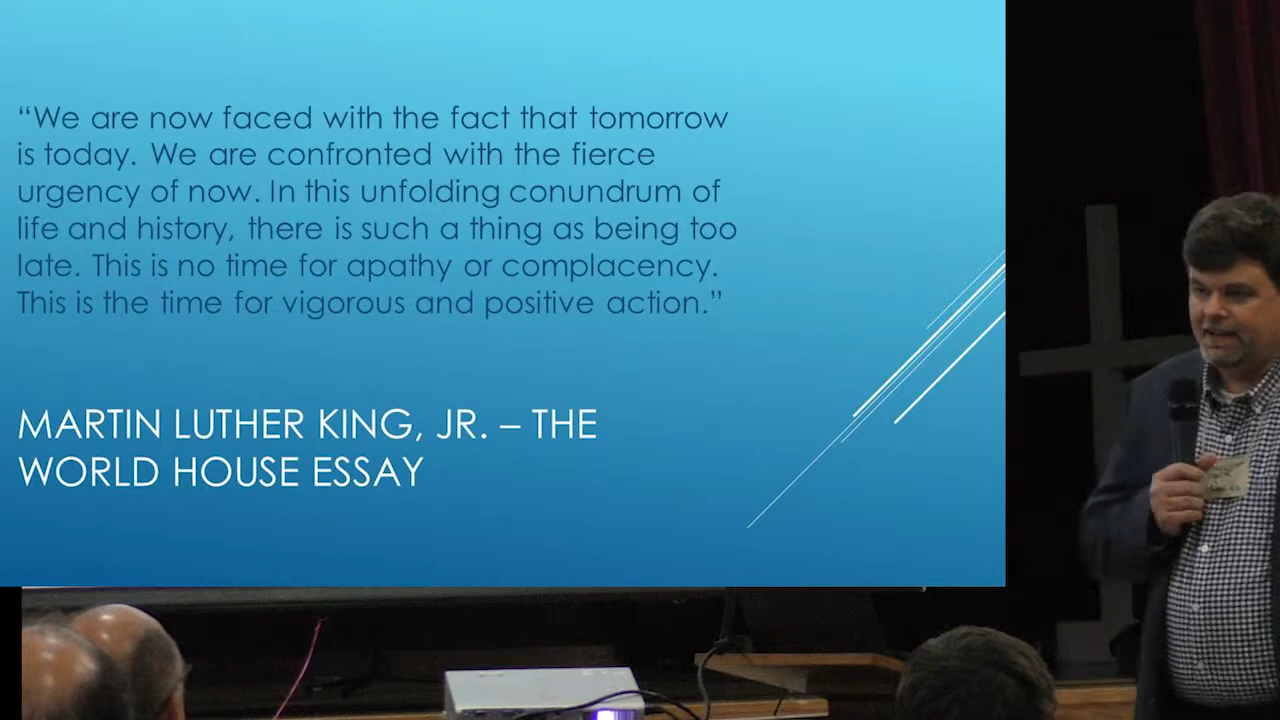 “We are now faced with the fact that tomorrow
is today. We are confronted with the fierce
urgency of now. In this unfolding conundrum of
life and history, there is such a thing as being too
late. This is no time for apathy or complacency.
This is the time for vigorous and positive action.”
MARTIN LUTHER KING, JR. – THE
WORLD HOUSE ESSAY